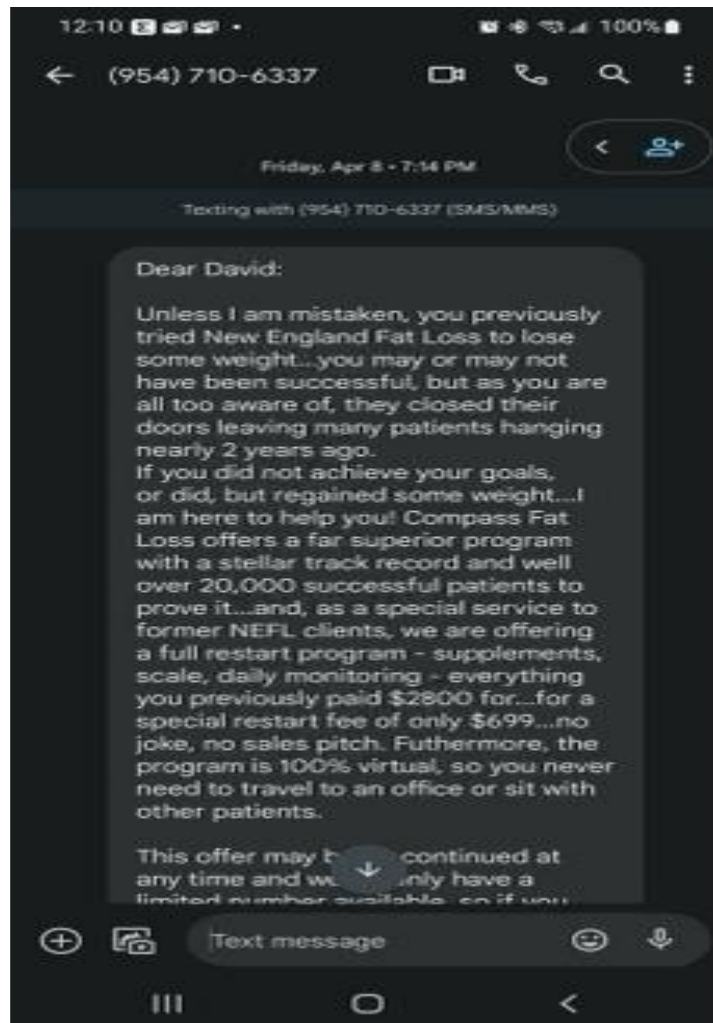 12:10
100%
(954) 710-6337
Friday, Apr 8 • 7:14 PM
Texting with (954) 710-6337 (SMS/MMS)
Dear David:
Unless I am mistaken, you previously
tried New England Fat Loss to lose
some weight...you may or may not
have been successful, but as you are
all too aware of, they closed their
doors leaving many patients hanging
nearly 2 years ago.
If you did not achieve your goals,
or did, but regained some weight...I
am here to help you! Compass Fat
Loss offers a far superior program
with a stellar track record and well
over 20,000 successful patients to
prove it...and, as a special service to
former NEFL clients, we are offering
a full restart program - supplements,
scale, daily monitoring - everything
you previously paid $2800 for...for a
special restart fee of only $699...no
joke, no sales pitch. Futhermore, the
program is 100% virtual, so you never
need to travel to an office or sit with
other patients.
This offer may continued at
any time and have a
limited number available, so if you
Text message